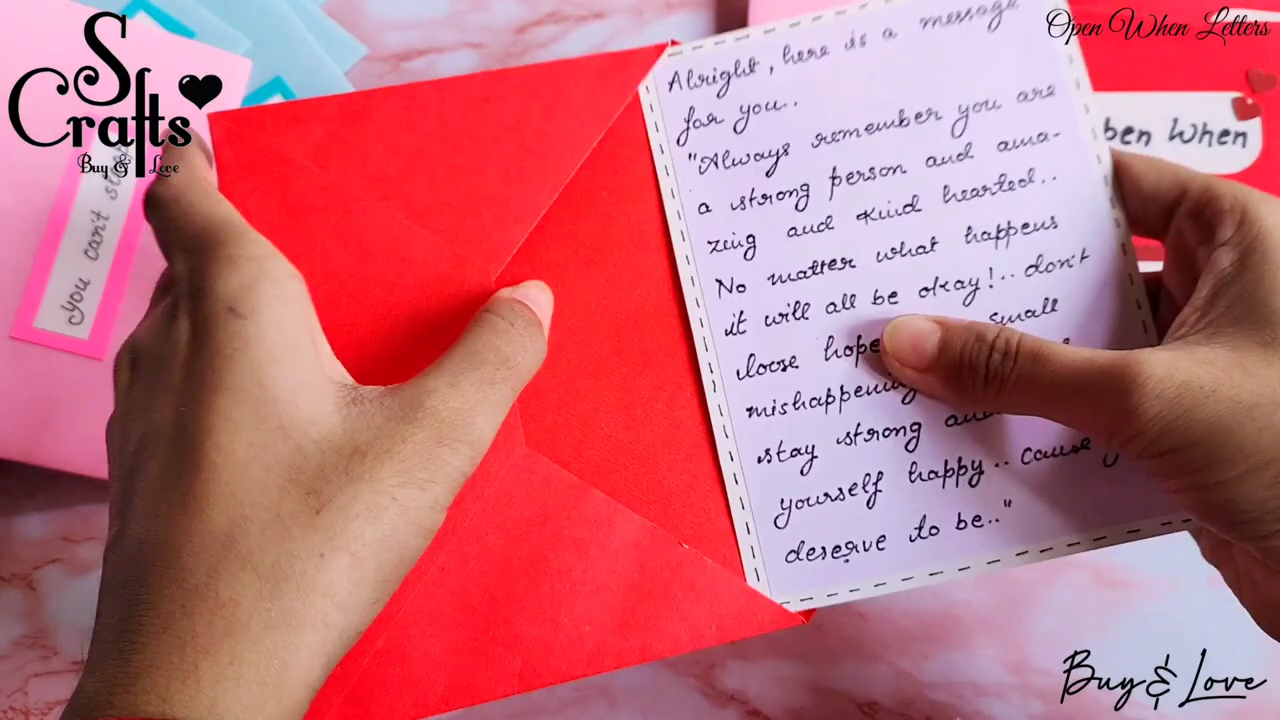 S
Crafts
Buy & Love
Open When Letters
you can't
pen When
Alright, here is a message
for you..
"Always remember you are
a strong person and ama-
zing and kind hearted..
No matter what happens
it will all be okay!.. don't
loose hope small
mishappening
stay strong
yourself happy.. cause
deserve to be.."
Buy & Love